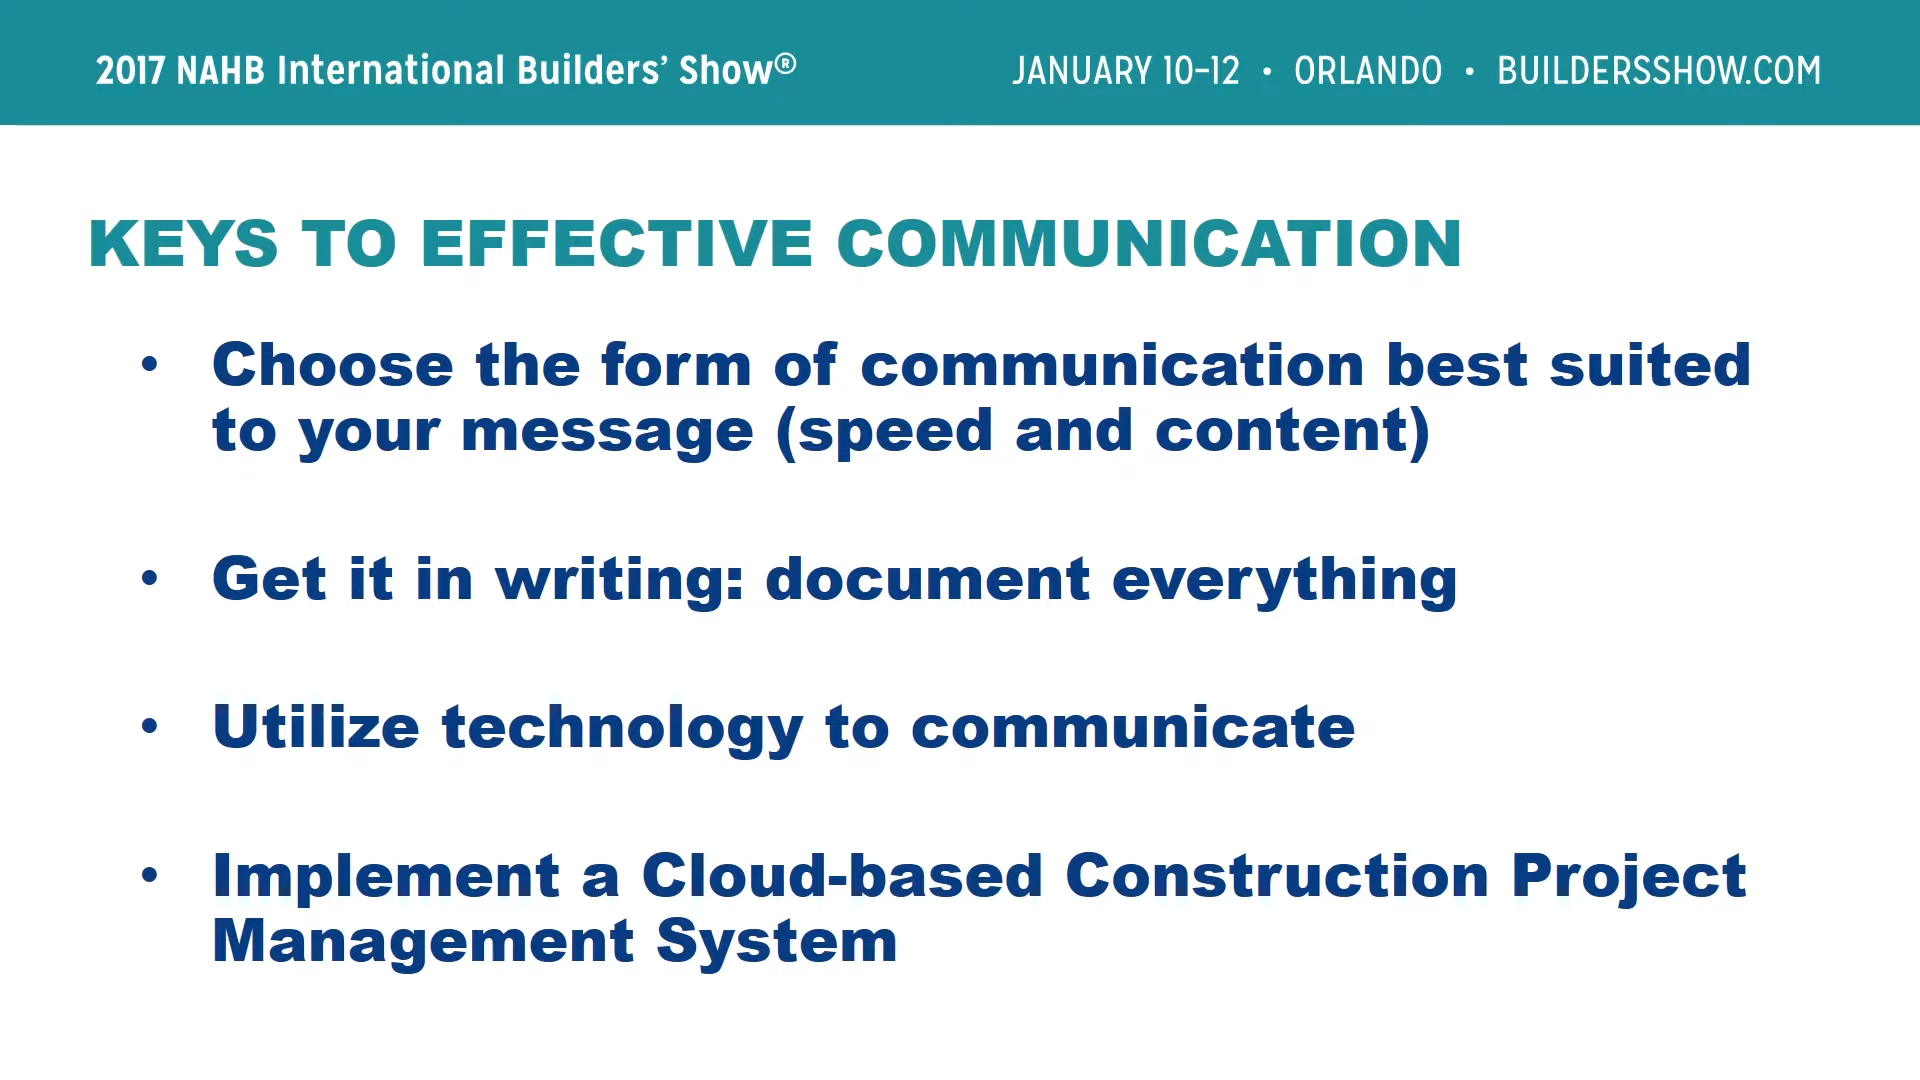 2017 NAHB International Builders’ Show®
JANUARY 10–12 • ORLANDO • BUILDERSSHOW.COM
KEYS TO EFFECTIVE COMMUNICATION
• Choose the form of communication best suited
to your message (speed and content)
• Get it in writing: document everything
• Utilize technology to communicate
• Implement a Cloud-based Construction Project
Management System